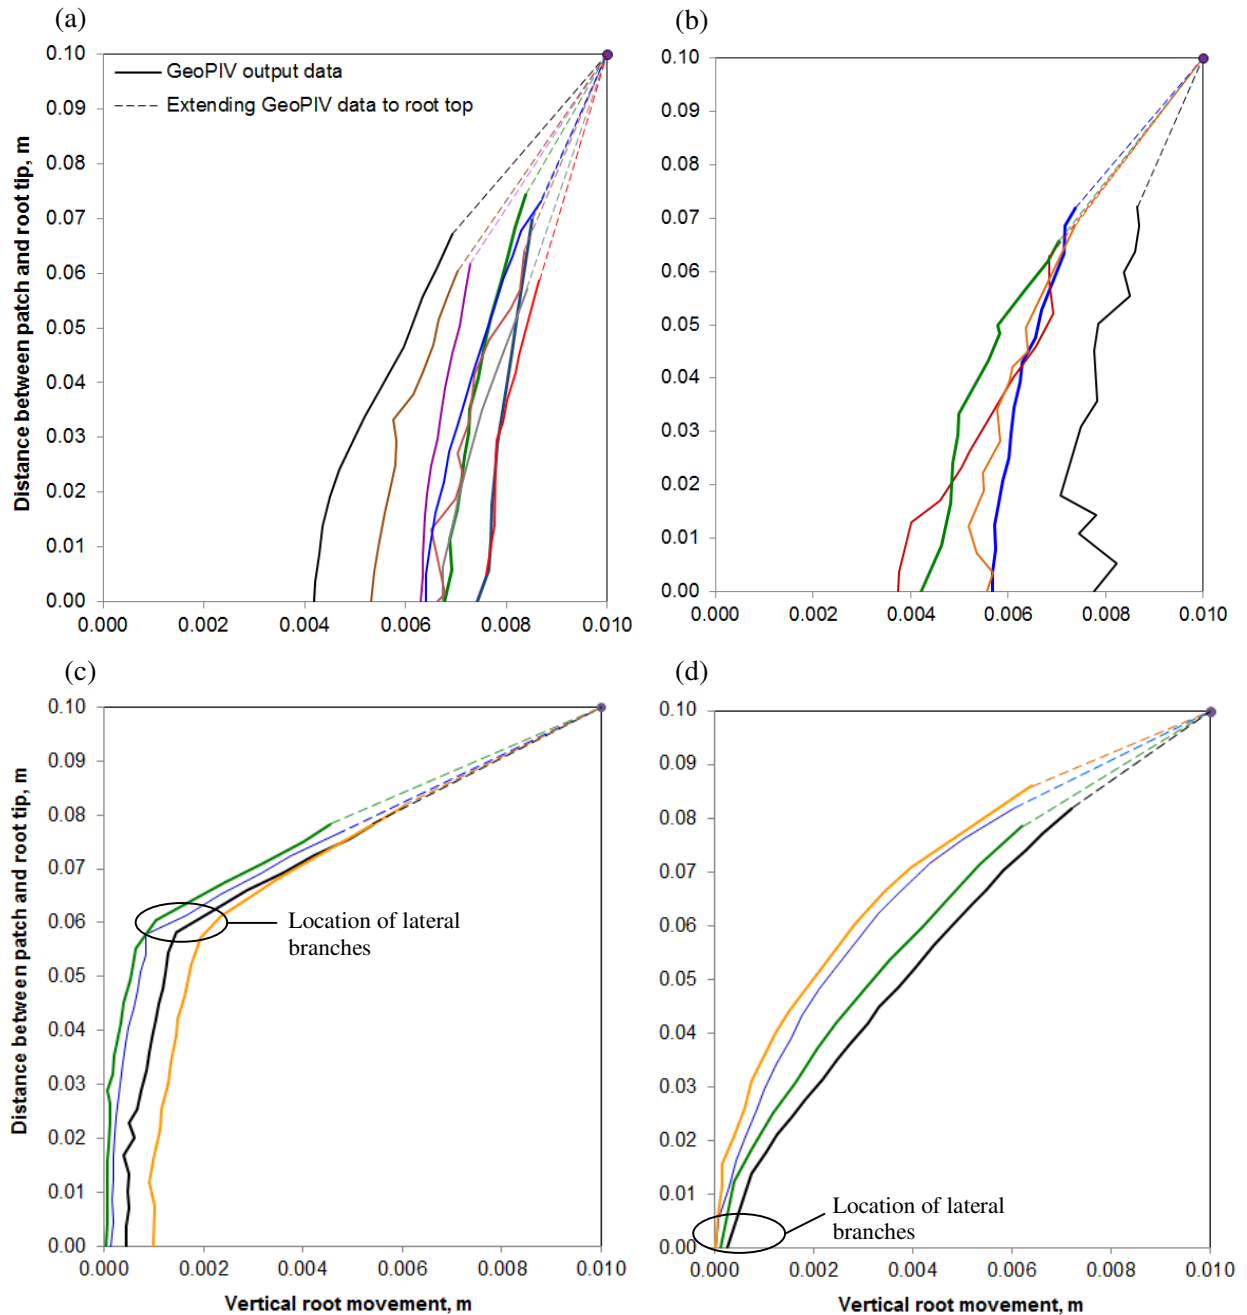 (a)
0.10
0.09
0.08
0.07
0.06
0.05
0.04
0.03
0.02
0.01
0.00
GeoPIV output data
Extending GeoPIV data to root top
Distance between patch and root tip, m
0.000 0.002 0.004 0.006 0.008 0.010
(b)
0.10
0.09
0.08
0.07
0.06
0.05
0.04
0.03
0.02
0.01
0.00
0.000 0.002 0.004 0.006 0.008 0.010
(c)
0.10
0.09
0.08
0.07
0.06
0.05
0.04
0.03
0.02
0.01
0.00
Location of lateral
branches
Distance between patch and root tip, m
0.000 0.002 0.004 0.006 0.008 0.010
Vertical root movement, m
(d)
0.10
0.09
0.08
0.07
0.06
0.05
0.04
0.03
0.02
0.01
0.00
Location of lateral
branches
0.000 0.002 0.004 0.006 0.008 0.010
Vertical root movement, m